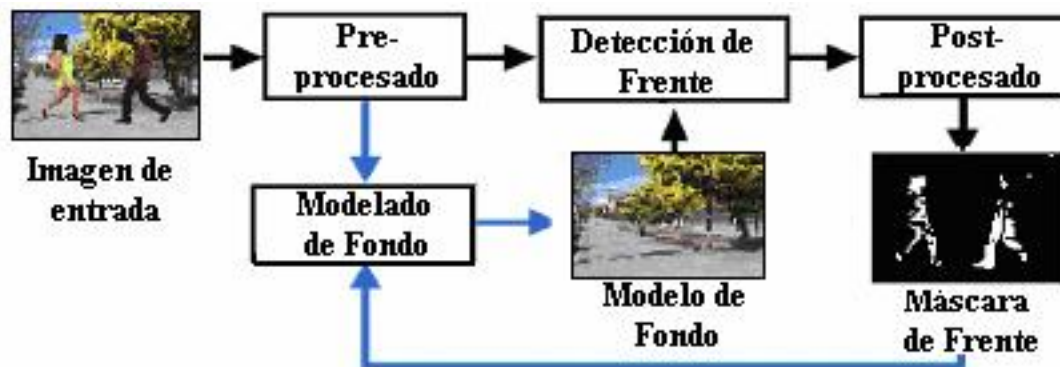 Pre-
procesado
Detección de
Frente
Post-
procesado
Imagen de
entrada
Modelado
de Fondo
Modelo de
Fondo
Máscara
de Frente